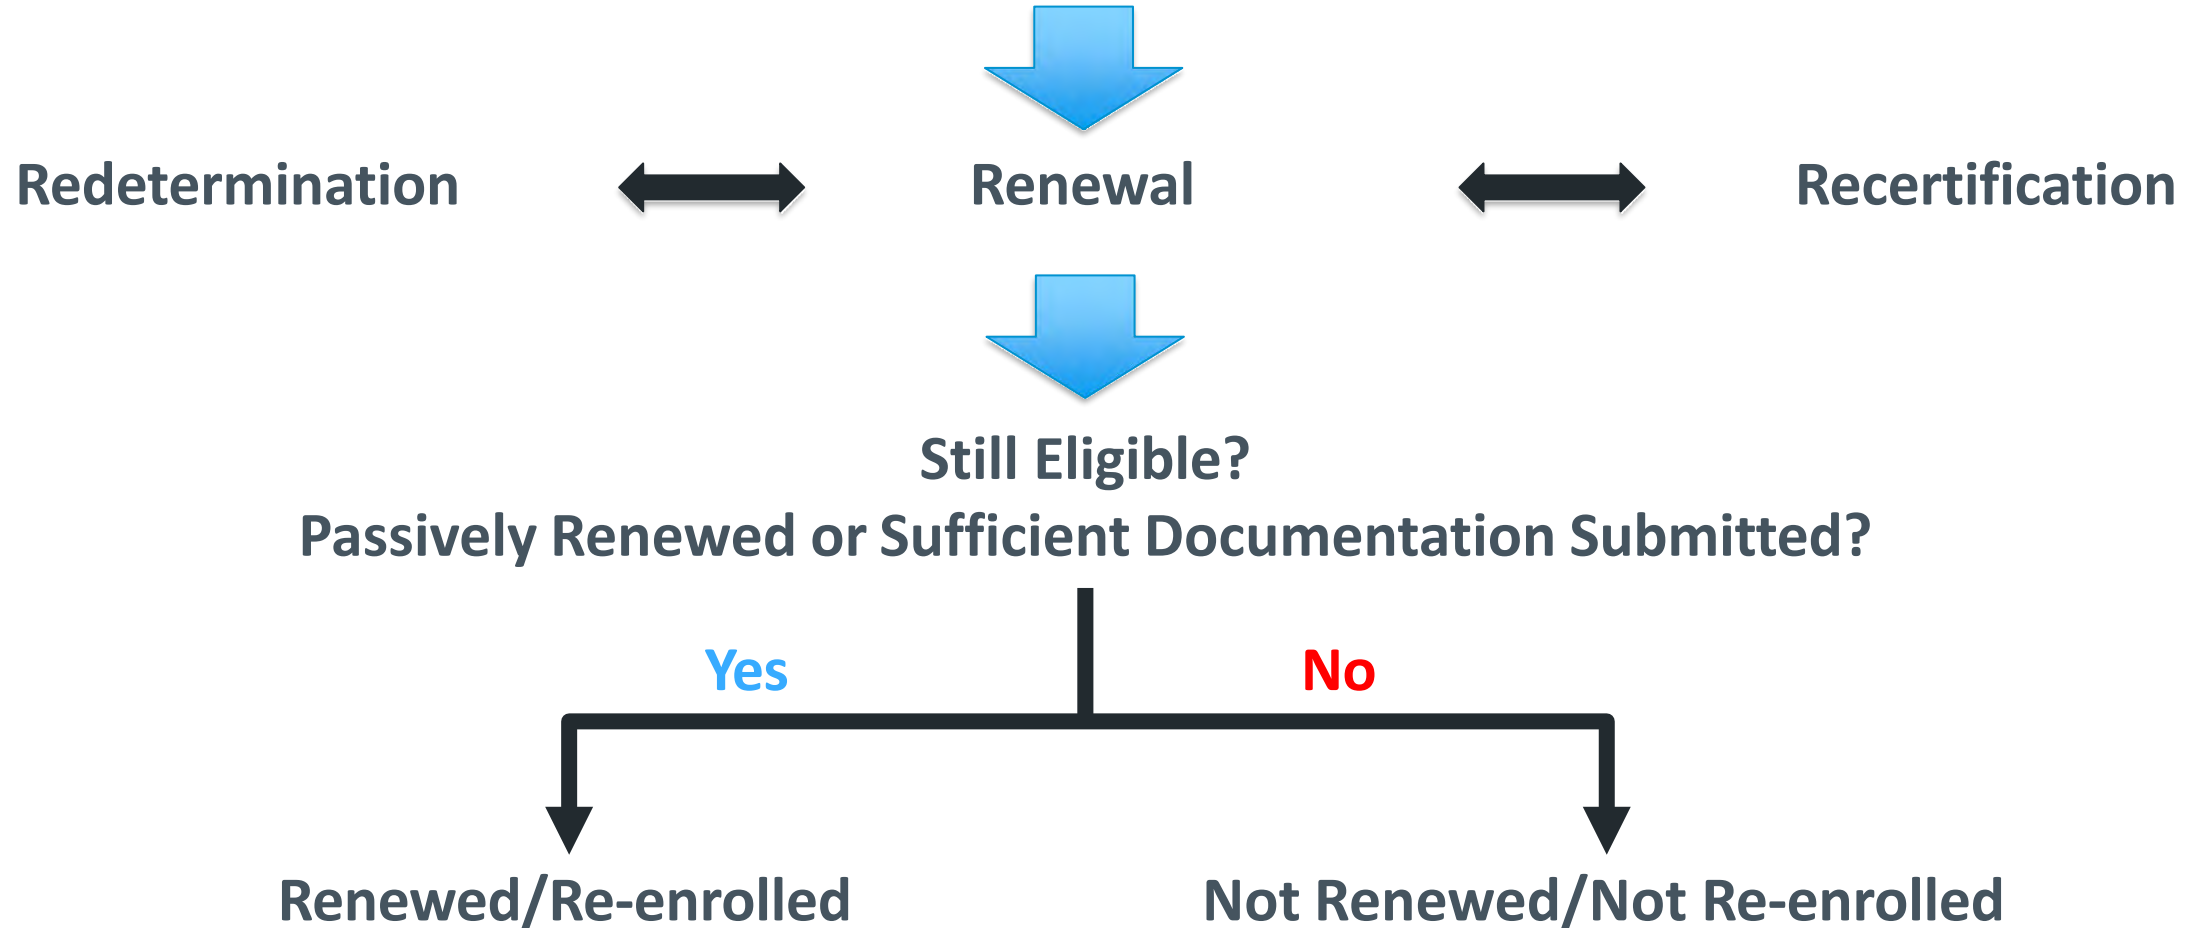 Redetermination
Renewal
Recertification
Still Eligible?
Passively Renewed or Sufficient Documentation Submitted?
Yes
No
Renewed/Re-enrolled
Not Renewed/Not Re-enrolled